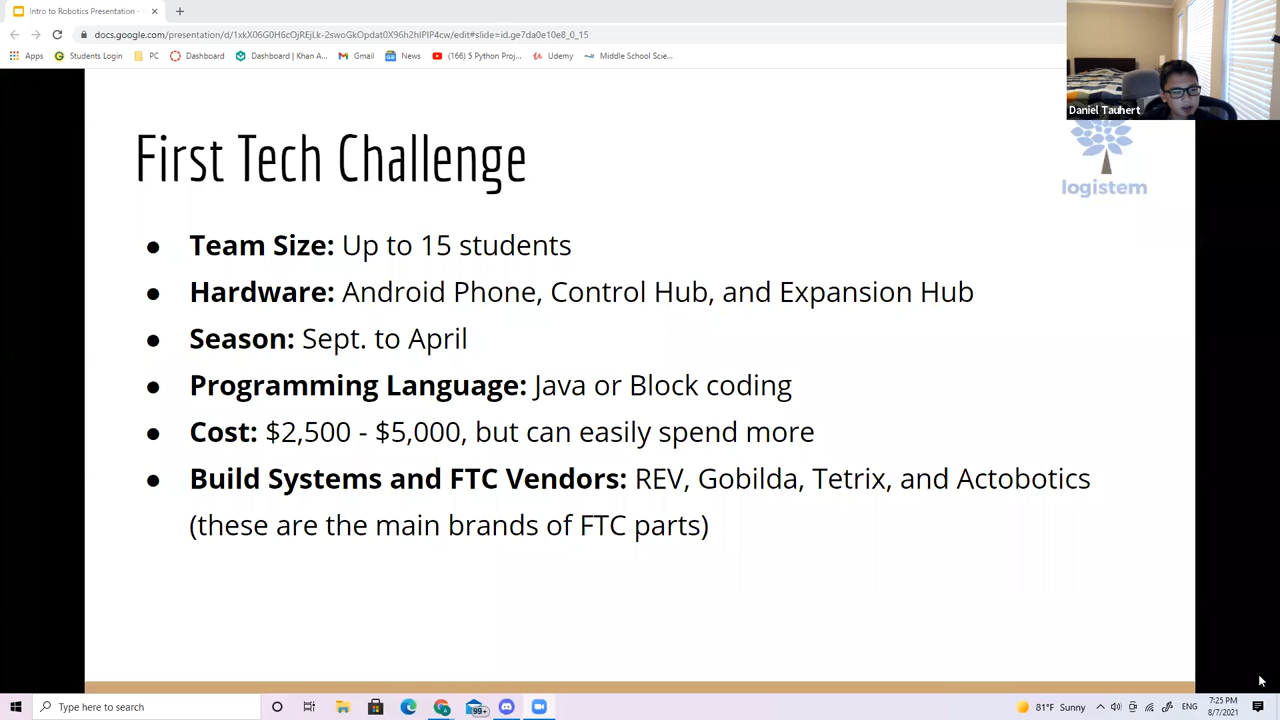 Intro to Robotics Presentation -
docs.google.com/presentation/d/1xkX06G0H6cOjREjLk-2swoGkOpdat0X96h2hIPIP4cw/edit#slide=id.ge7da0e10e8_0_15
Apps Students Login PC Dashboard Dashboard | Khan A... Gmail News (166) 5 Python Proj... Udemy Middle School Scie...
Daniel Tauhert
First Tech Challenge
logistem
● Team Size: Up to 15 students
● Hardware: Android Phone, Control Hub, and Expansion Hub
● Season: Sept. to April
● Programming Language: Java or Block coding
● Cost: $2,500 - $5,000, but can easily spend more
● Build Systems and FTC Vendors: REV, Gobilda, Tetrix, and Actobotics
(these are the main brands of FTC parts)
Type here to search
99+
81°F Sunny
ENG
7:25 PM
8/7/2021